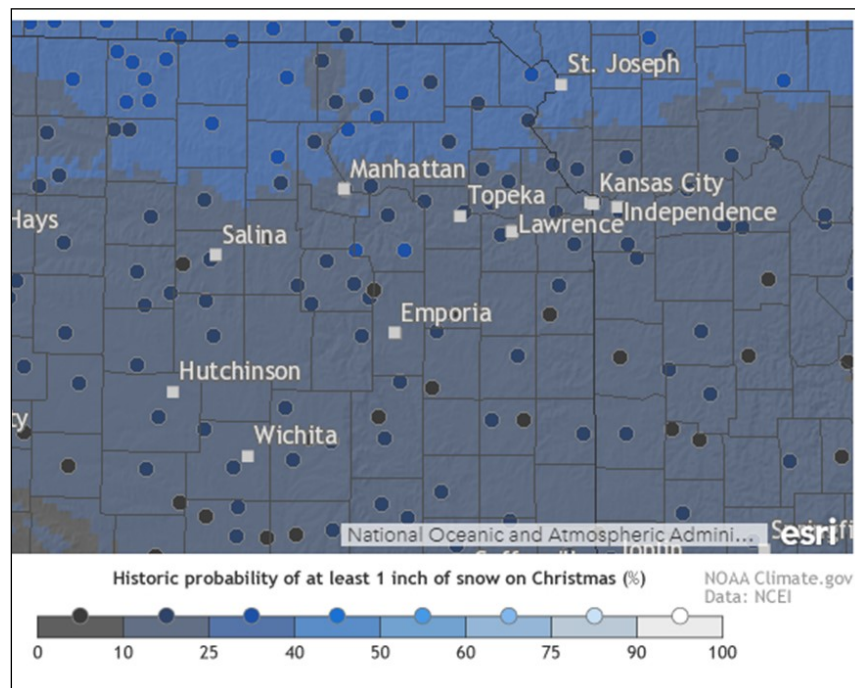 St. Joseph
Manhattan
Kansas City
Topeka
Independence
Hays
Lawrence
Salina
Emporia
Hutchinson
ty
Wichita
National Oceanic and Atmospheric Admini...
esri
Historic probability of at least 1 inch of snow on Christmas (%)
NOAA Climate.gov
Data: NCEI
0 10 25 40 50 60 75 90 100